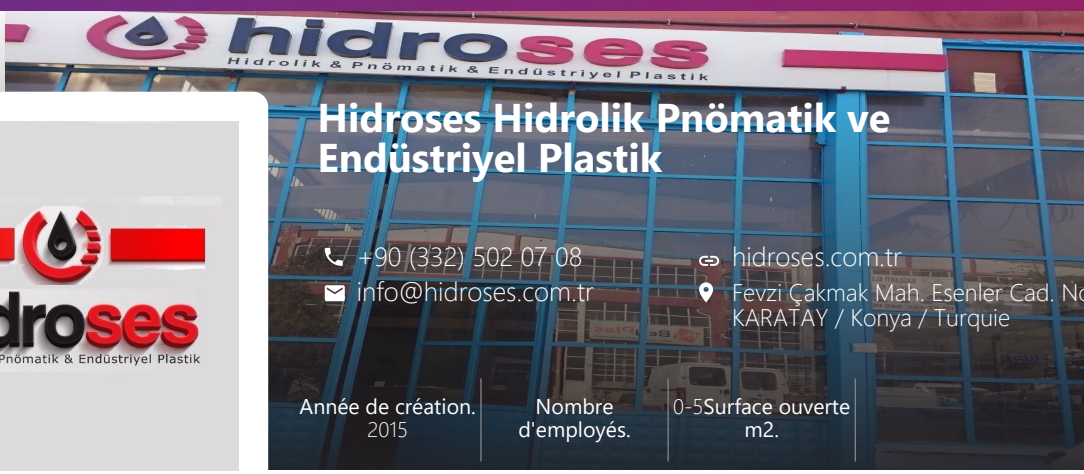 hidroses
Hidrolik & Pnömatik & Endüstriyel Plastik
Hidroses Hidrolik Pnömatik ve
Endüstriyel Plastik
+90 (332) 502 07 08
info@hidroses.com.tr
hidroses.com.tr
Fevzi Çakmak Mah. Esenler Cad. No
KARATAY / Konya / Turquie
droses
Pnömatik & Endüstriyel Plastik
Année de création.
2015
Nombre
d'employés.
0-5Surface ouverte
m2.